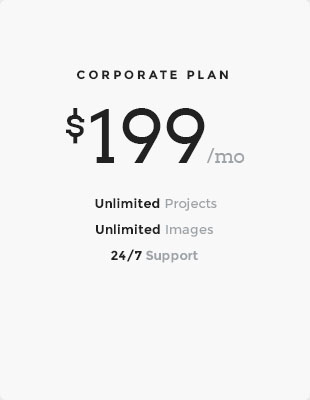 CORPORATE PLAN
$199/mo
Unlimited Projects
Unlimited Images
24/7 Support